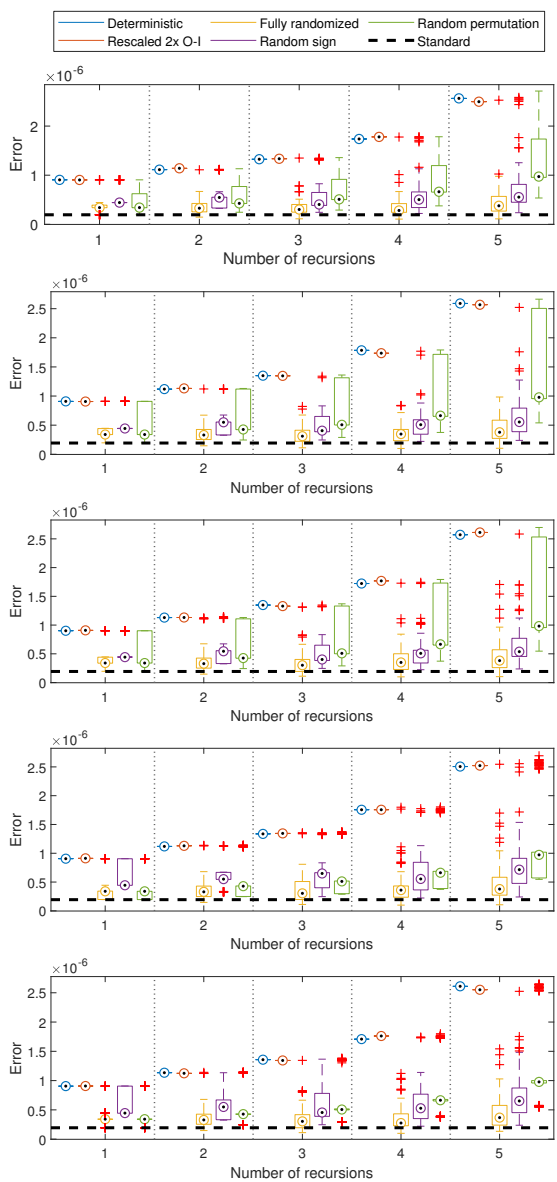 Deterministic Fully randomized Random permutation
Rescaled 2x O-I Random sign Standard
×10⁻⁶
2
1
0
Error
1 2 3 4 5
Number of recursions
×10⁻⁶
2.5
2
1.5
1
0.5
0
Error
1 2 3 4 5
Number of recursions
×10⁻⁶
2.5
2
1.5
1
0.5
0
Error
1 2 3 4 5
Number of recursions
×10⁻⁶
2.5
2
1.5
1
0.5
0
Error
1 2 3 4 5
Number of recursions
×10⁻⁶
2.5
2
1.5
1
0.5
0
Error
1 2 3 4 5
Number of recursions